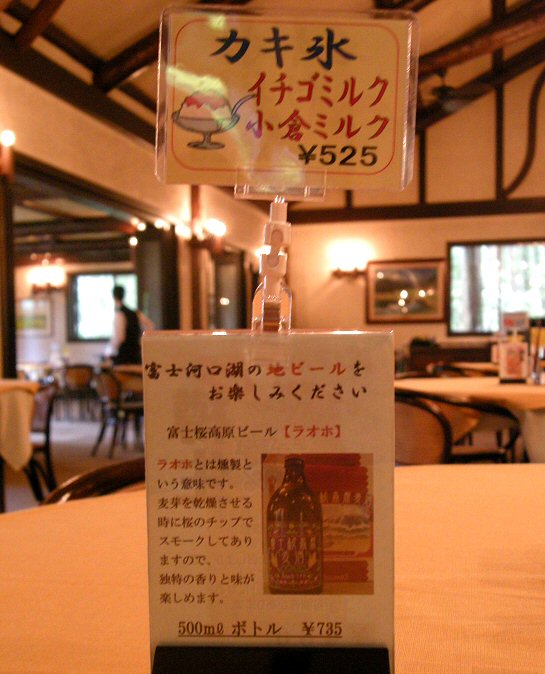 カキ氷
イチゴミルク
小倉ミルク
¥525
富士河口湖の地ビールを
お楽しみください
富士桜高原ビール【ラオホ】
ラオホとは燻製と
いう意味です。
麦芽を乾燥させる
時に桜のチップで
スモークしてあり
ますので、
独特の香りと味が
楽しめます。
500mℓ ボトル ¥735